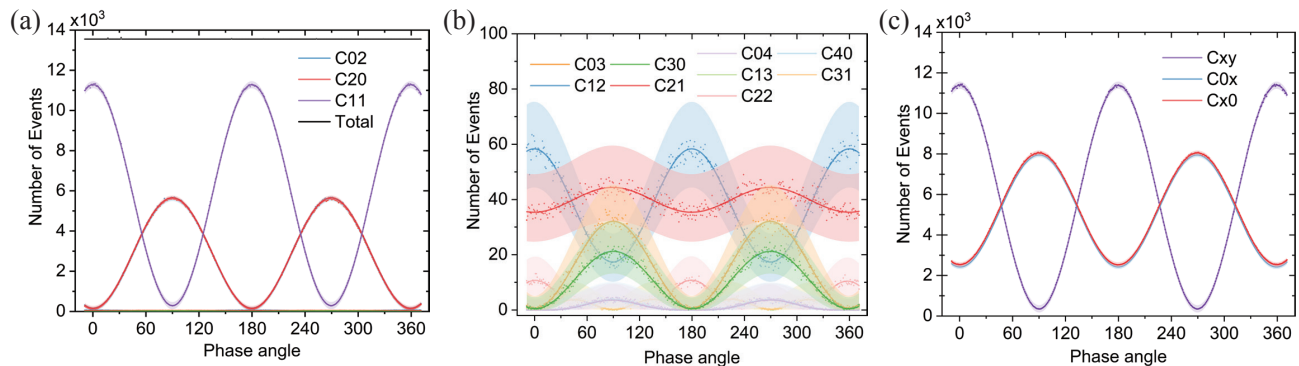 (a)
×10³
14
12
10
8
6
4
2
0
Number of Events
C02
C20
C11
Total
0 60 120 180 240 300 360
Phase angle
(b)
100
80
60
40
20
0
Number of Events
C03 C30
C12 C21
C04 C40
C13 C31
C22
0 60 120 180 240 300 360
Phase angle
(c)
×10³
14
12
10
8
6
4
2
0
Number of Events
Cxy
C0x
Cx0
0 60 120 180 240 300 360
Phase angle